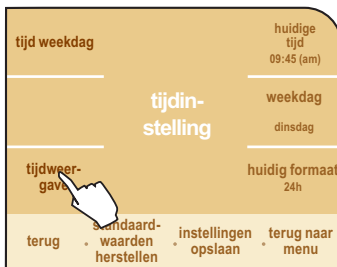 tijd weekdag
huidige
tijd
09:45 (am)
tijdin-
stelling
weekdag
dinsdag
tijdweer-
gave
huidig formaat
24h
terug
standaard-
waarden
herstellen
instellingen
opslaan
terug naar
menu